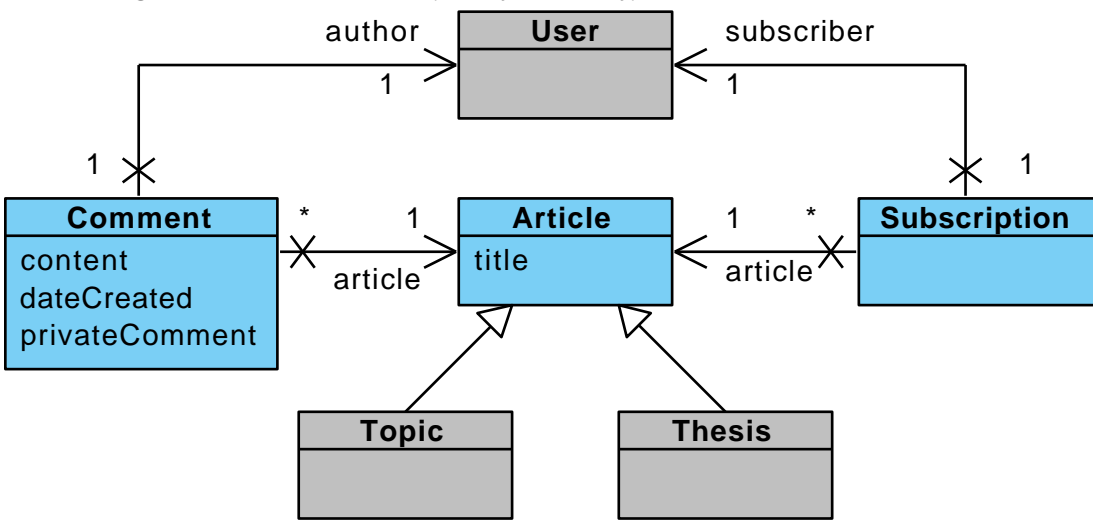 author
User
subscriber
1
1
1
1
Comment
*
1
Article
1
*
Subscription
content
dateCreated
privateComment
article
title
article
Topic
Thesis